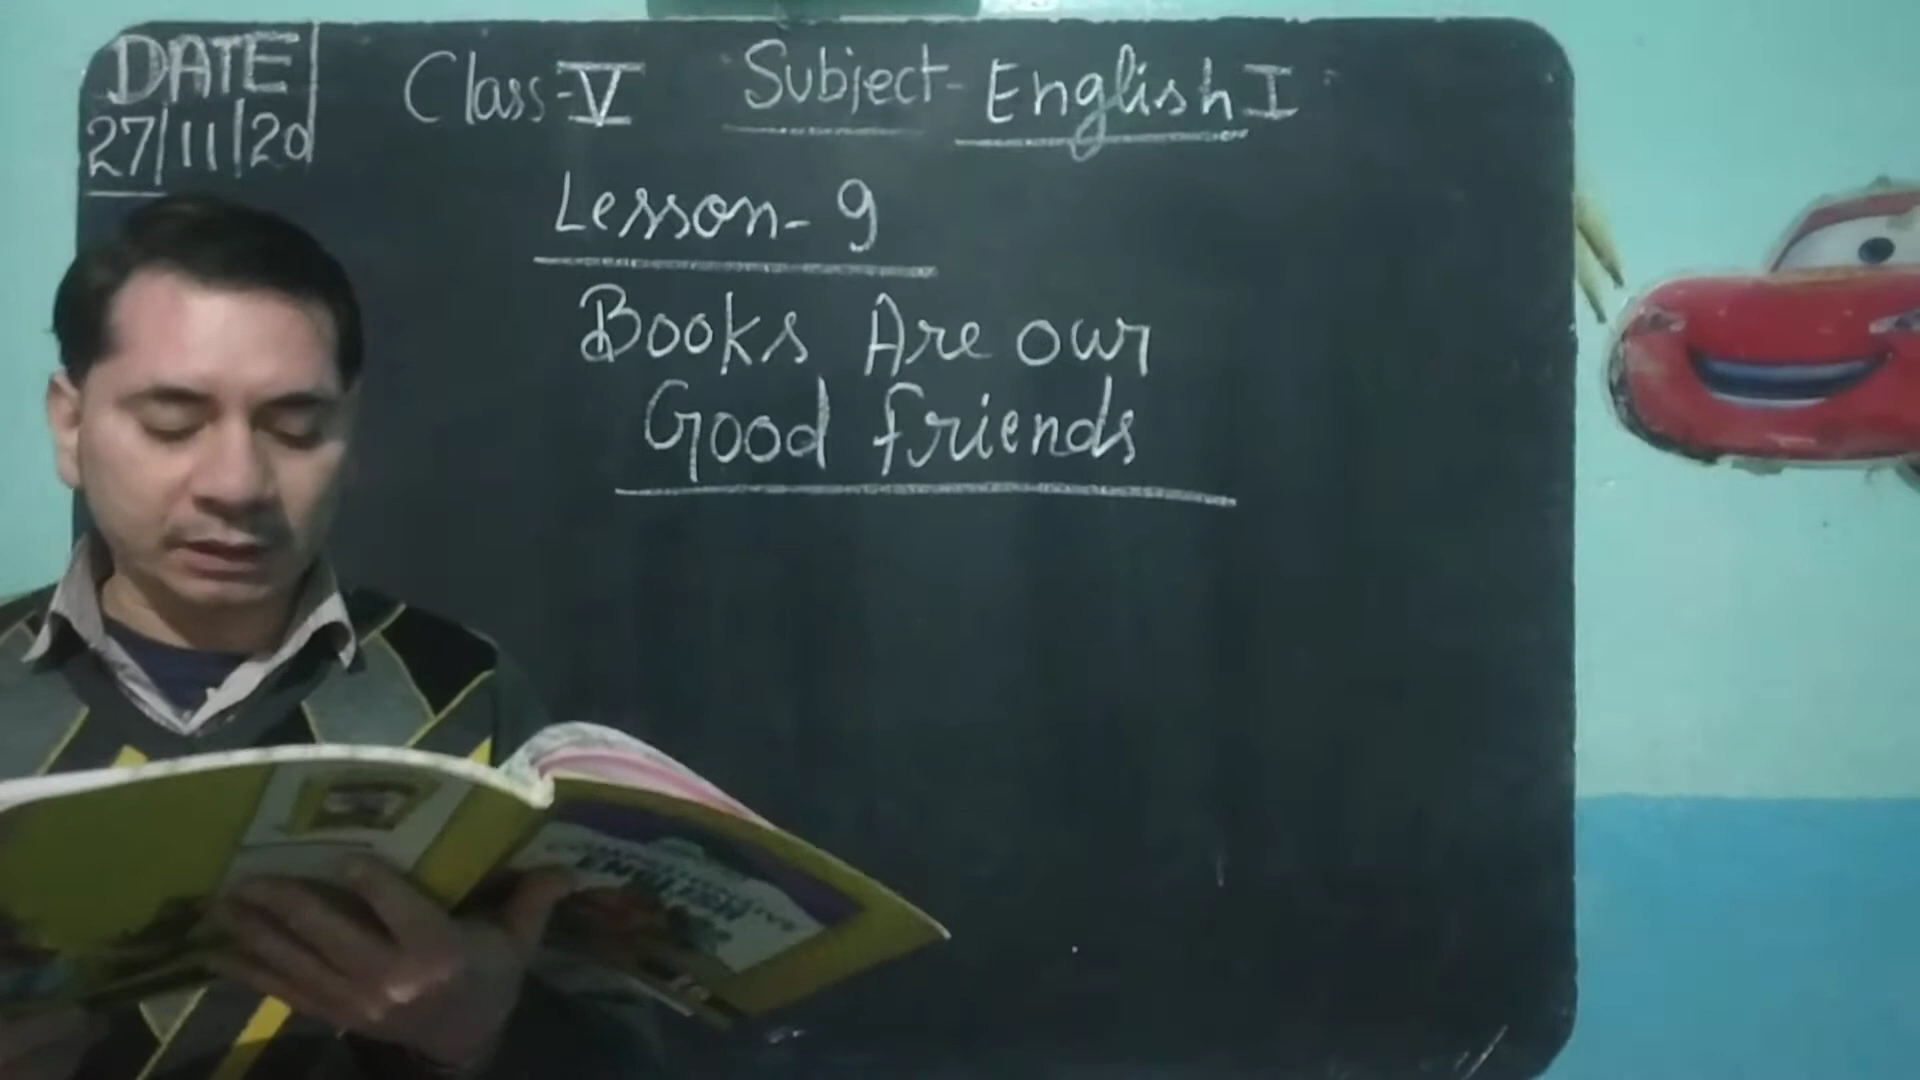 DATE
27/11/20
Class-V Subject-English I
Lesson-9
Books Are our
Good friends